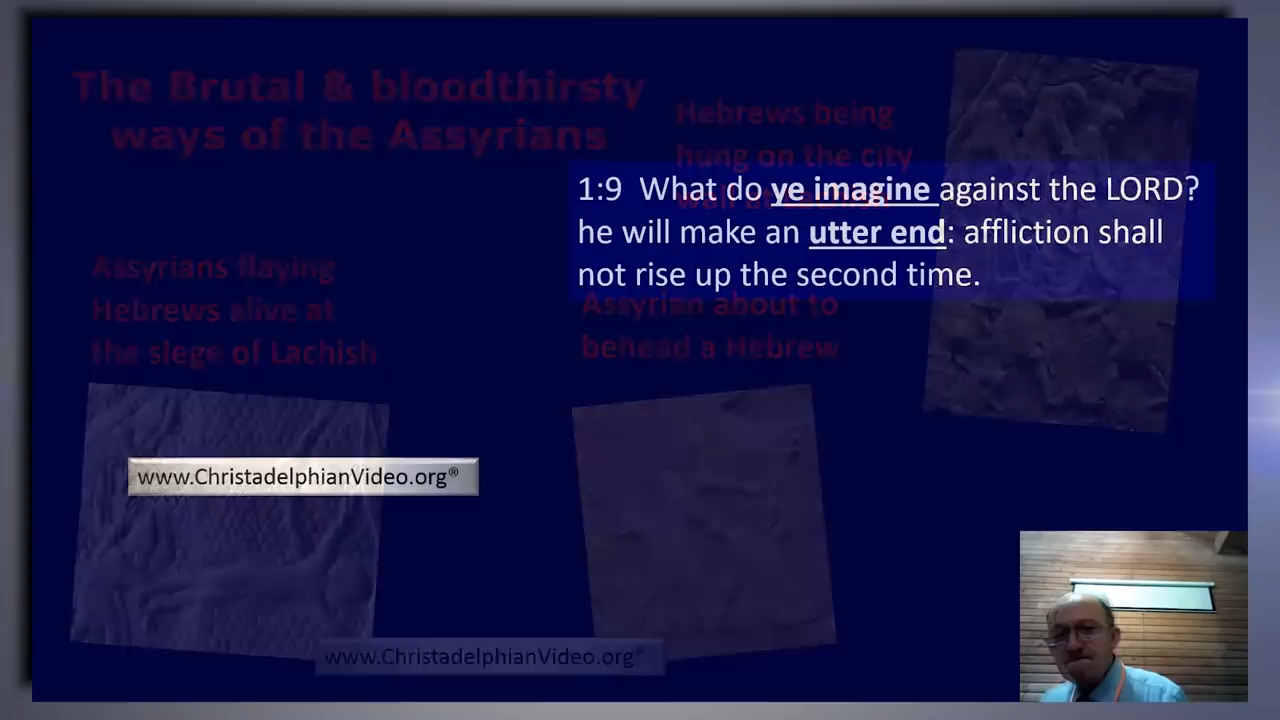 The Brutal & bloodthirsty
ways of the Assyrians
Hebrews being
hung on the city
1:9 What do ye imagine against the LORD?
he will make an utter end: affliction shall
not rise up the second time.
Assyrians flaying
Hebrews alive at
the siege of Lachish
Assyrian about to
behead a Hebrew
www.ChristadelphianVideo.org®
www.ChristadelphianVideo.org®